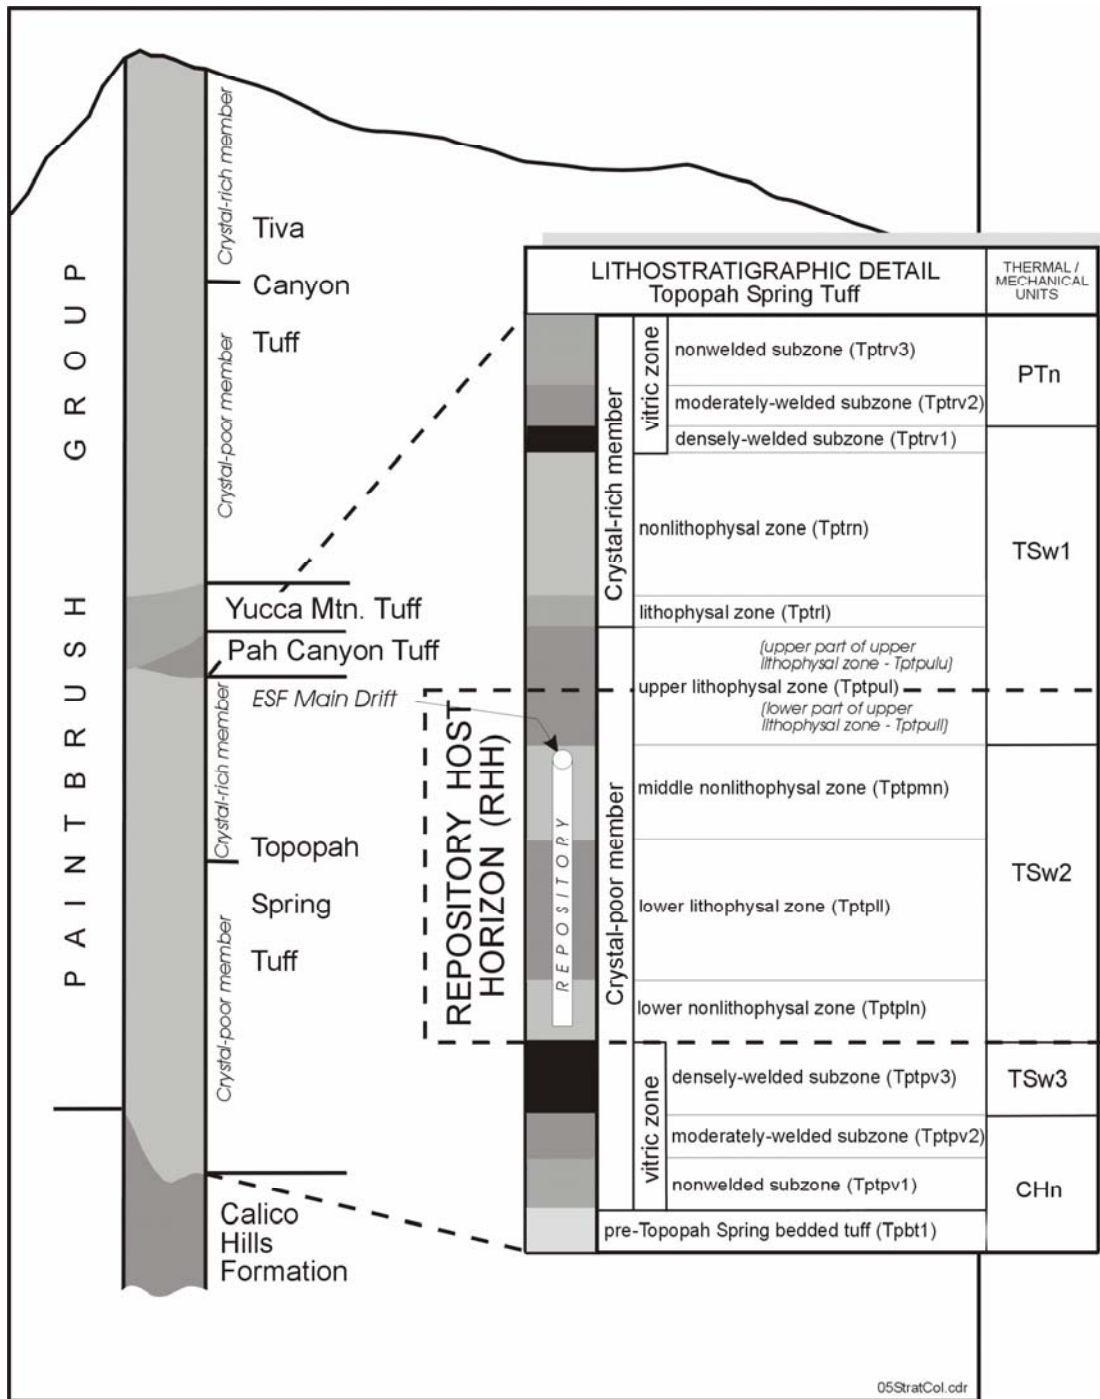 PAINTBRUSH GROUP
Crystal-rich member
Tiva
Canyon
Tuff
Crystal-poor member
Yucca Mtn. Tuff
Pah Canyon Tuff
ESF Main Drift
Crystal-rich member
Topopah
Spring
Tuff
Crystal-poor member
Calico
Hills
Formation
REPOSITORY HOST
HORIZON (RHH)
REPOSITORY
LITHOSTRATIGRAPHIC DETAIL
Topopah Spring Tuff
THERMAL /
MECHANICAL
UNITS
Crystal-rich member
vitric zone
nonwelded subzone (Tptrv3)
moderately-welded subzone (Tptrv2)
densely-welded subzone (Tptrv1)
PTn
nonlithophysal zone (Tptrn)
TSw1
lithophysal zone (Tptrl)
Crystal-poor member
(upper part of upper
lithophysal zone - Tptpulu)
upper lithophysal zone (Tptpul)
(lower part of upper
lithophysal zone - Tptpull)
middle nonlithophysal zone (Tptpmn)
TSw2
lower lithophysal zone (Tptpll)
lower nonlithophysal zone (Tptpln)
vitric zone
densely-welded subzone (Tptpv3)
TSw3
moderately-welded subzone (Tptpv2)
nonwelded subzone (Tptpv1)
CHn
pre-Topopah Spring bedded tuff (Tpbt1)
05StratCol.cdr